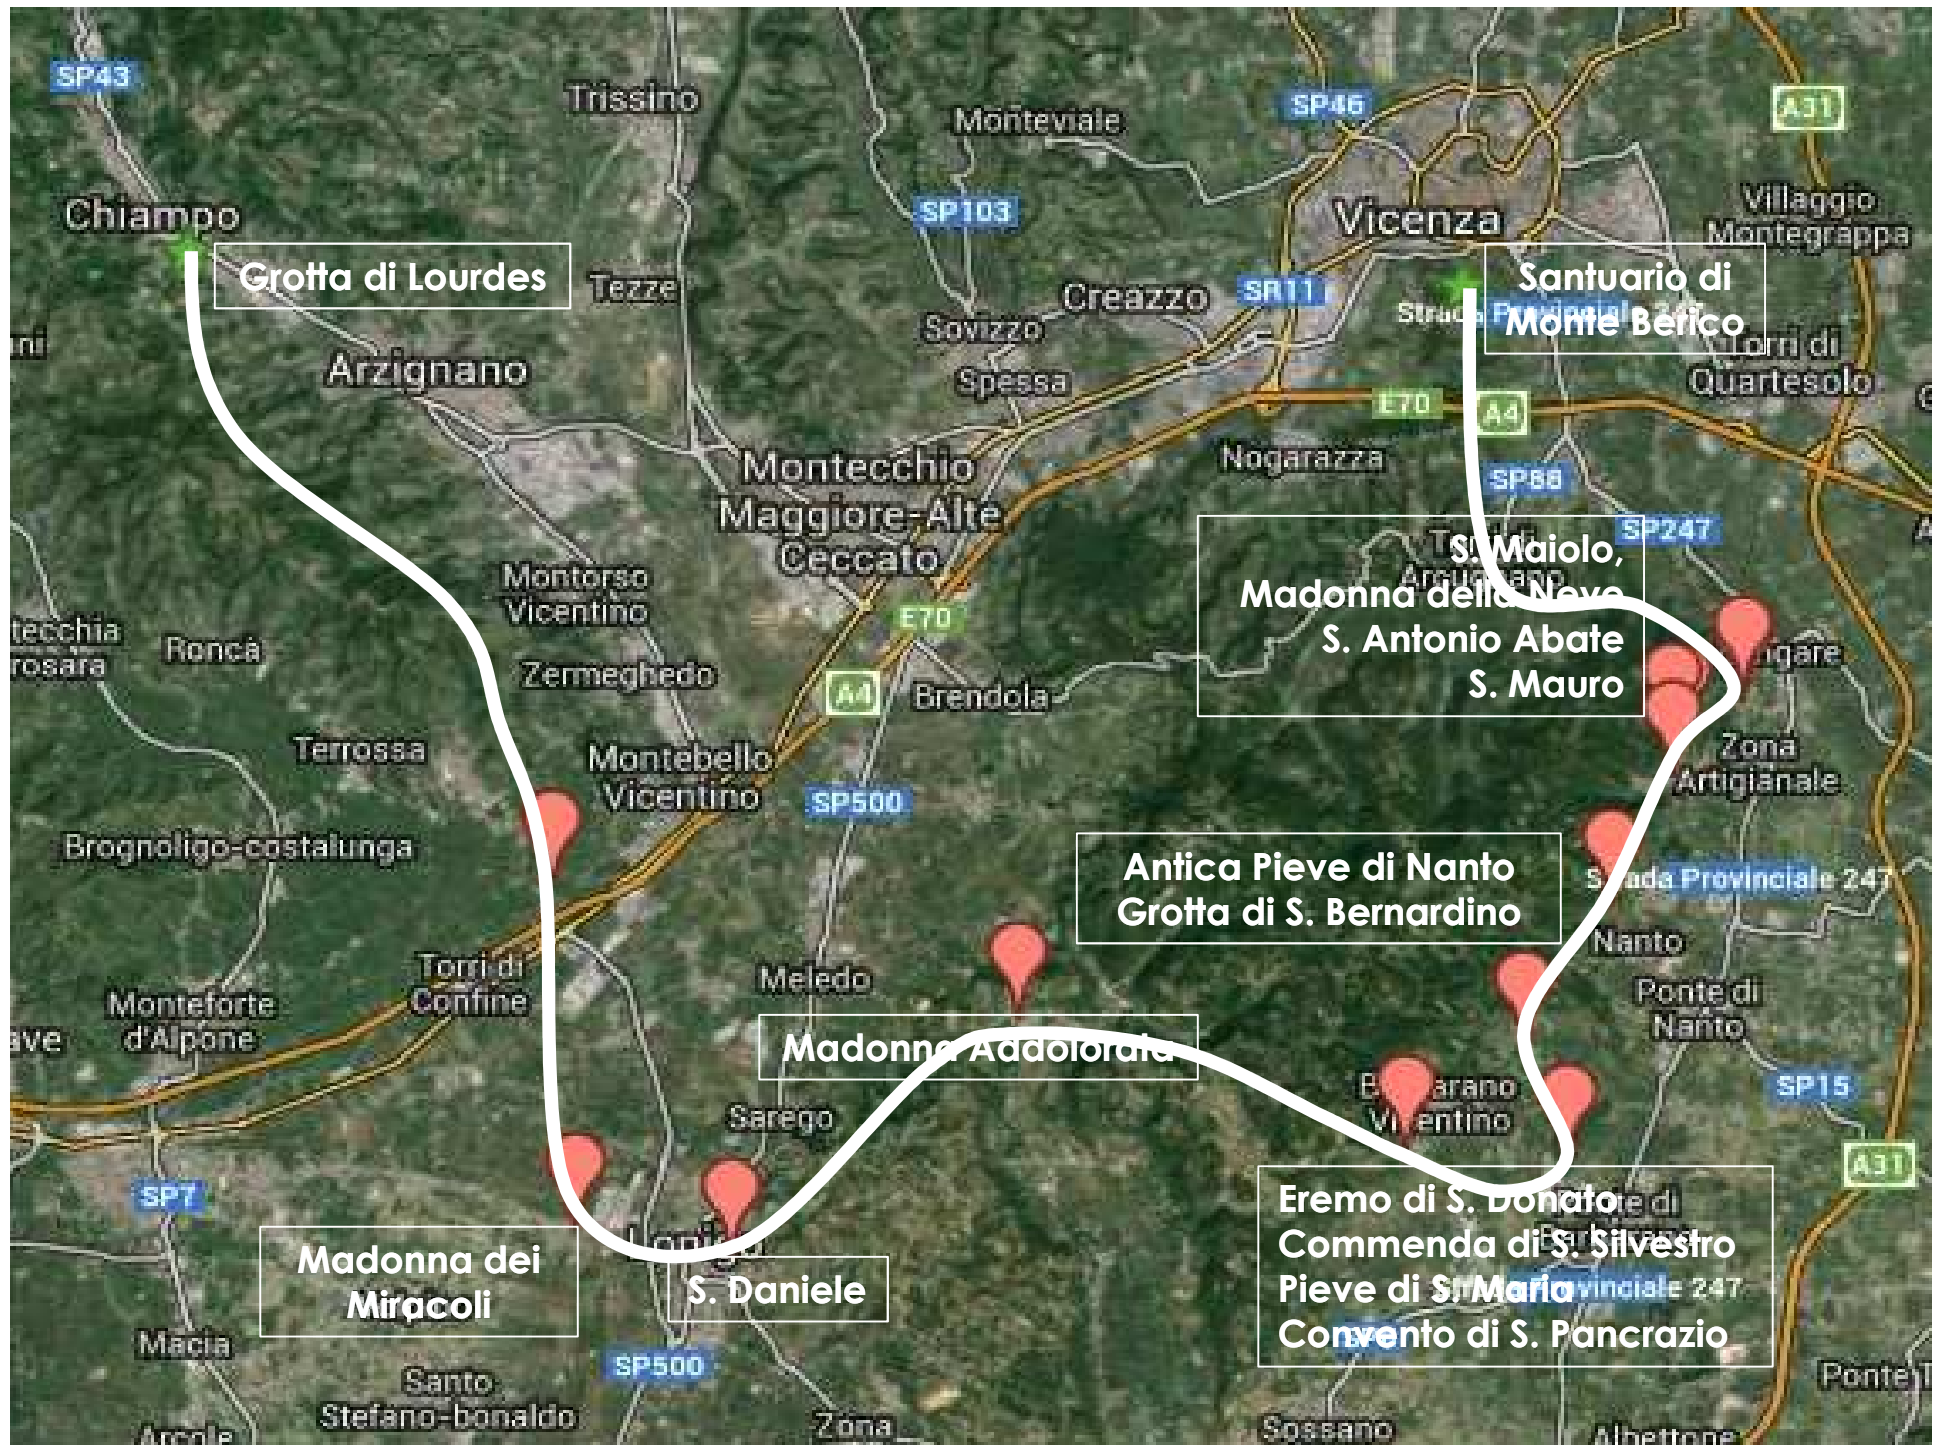 SP43
Trissino
Monteviale
SP46
A31
Chiampo
SP103
Vicenza
Villaggio
Montegrappa
Grotta di Lourdes
Tezze
Creazzo
SR11
Santuario di
Monte Berico
Sovizzo
Torri di
Quartesolo
Arzignano
Spessa
E70
A4
Nogarazza
SP88
Montecchio
Maggiore-Alte
Ceccato
SP247
S. Maiolo,
Madonna della Neve
S. Antonio Abate
S. Mauro
Montorso
Vicentino
E70
Roncà
Zermeghedo
A4
Brendola
Terrossa
Montebello
Vicentino
SP500
Zona
Artigianale
Brognoligo-costalunga
Antica Pieve di Nanto
Grotta di S. Bernardino
Provinciale 247
Nanto
Torri di
Confine
Meledo
Ponte di
Nanto
Monteforte
d'Alpone
Madonna Addolorata
SP15
Sarego
Vicentino
A31
SP7
Eremo di S. Donato
Commenda di S. Silvestro
Pieve di S. Maria
Convento di S. Pancrazio
247
Madonna dei
Miracoli
S. Daniele
Macia
SP500
Santo
Stefano-bonaldo
Zona
Sossano
Albettone
Arcole